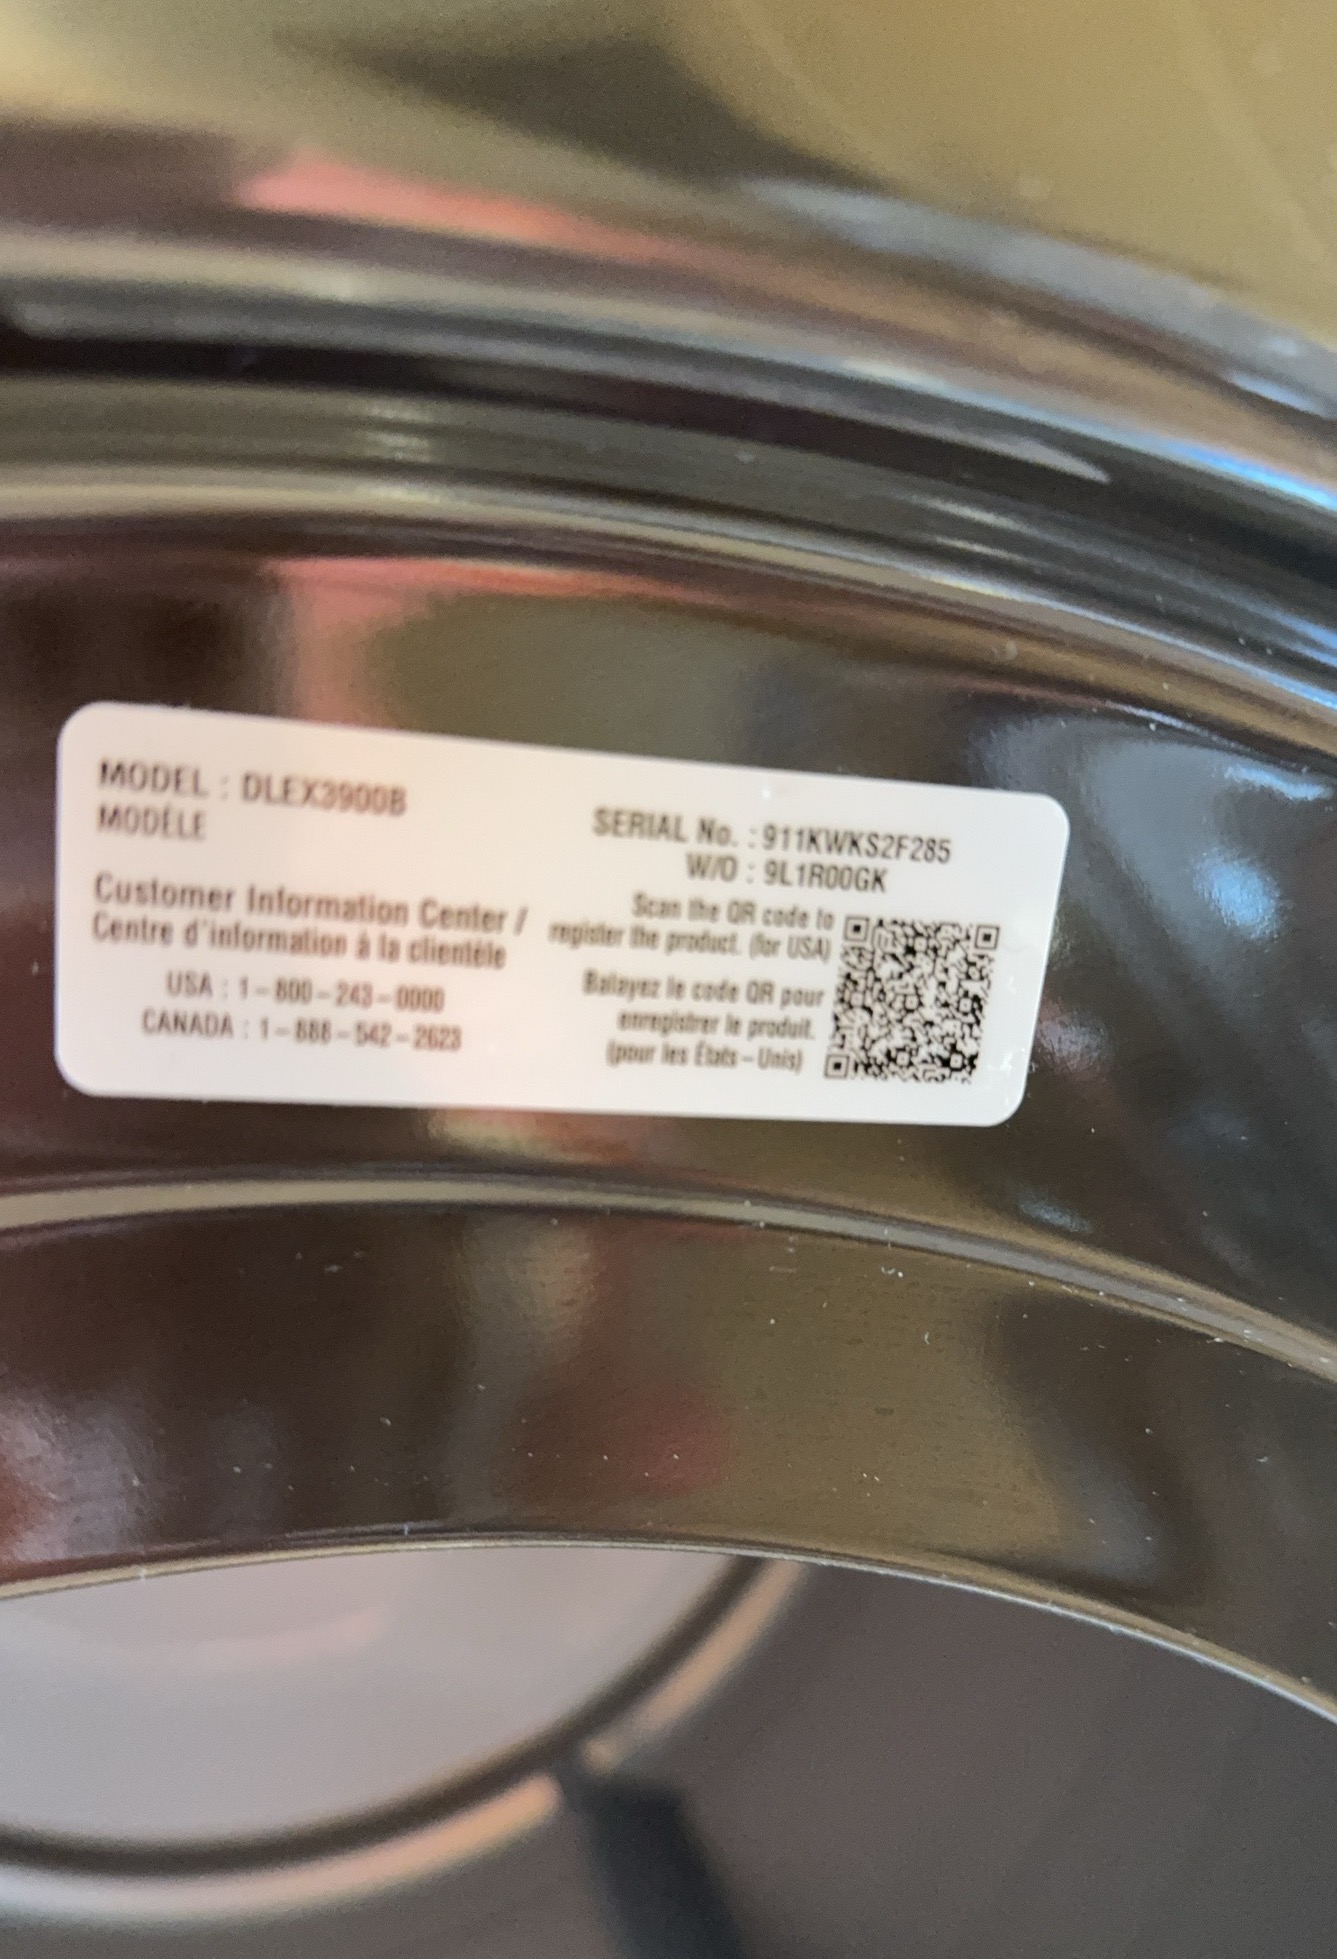 MODEL : DLEX3900B
MODÈLE
Customer Information Center /
Centre d'information à la clientèle
USA : 1-800-243-0000
CANADA : 1-888-542-2623
SERIAL No. : 911KWKS2F285
W/O : 9L1R00GK
Scan the QR code to
register the product. (for USA)
Balayez le code QR pour
enregistrer le produit.
(pour les États-Unis)